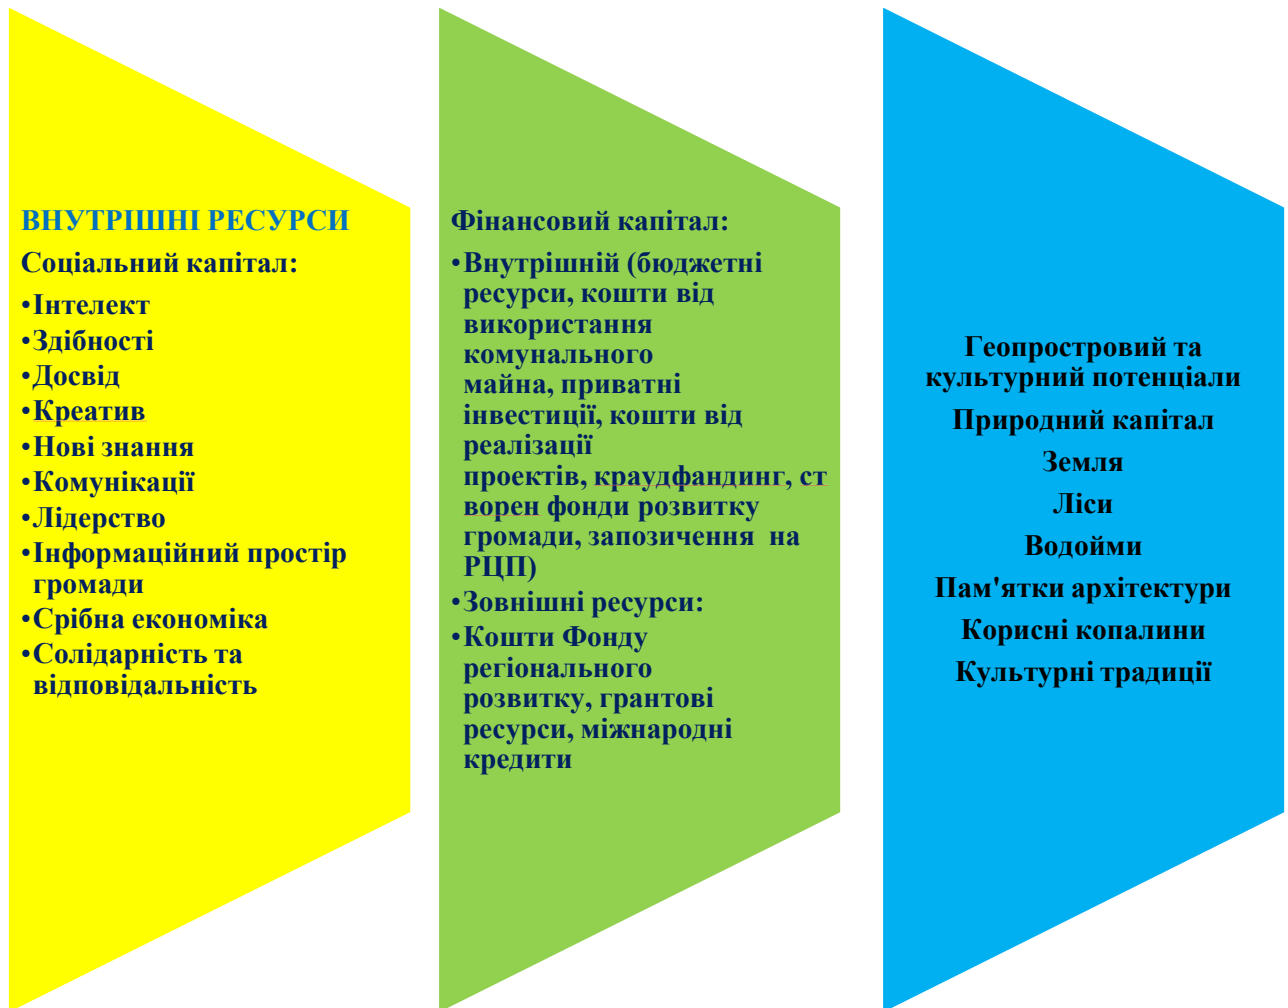 ВНУТРІШНІ РЕСУРСИ
Соціальний капітал:
•Інтелект
•Здібності
•Досвід
•Креатив
•Нові знання
•Комунікації
•Лідерство
•Інформаційний простір
громади
•Срібна економіка
•Солідарність та
відповідальність
Фінансовий капітал:
•Внутрішній (бюджетні
ресурси, кошти від
використання
комунального
майна, приватні
інвестиції, кошти від
реалізації
проектів, краудфандинг, ст
ворен фонди розвитку
громади, запозичення на
РЦП)
•Зовнішні ресурси:
•Кошти Фонду
регіонального
розвитку, грантові
ресурси, міжнародні
кредити
Геопростровий та
культурний потенціали
Природний капітал
Земля
Ліси
Водойми
Пам'ятки архітектури
Корисні копалини
Культурні традиції